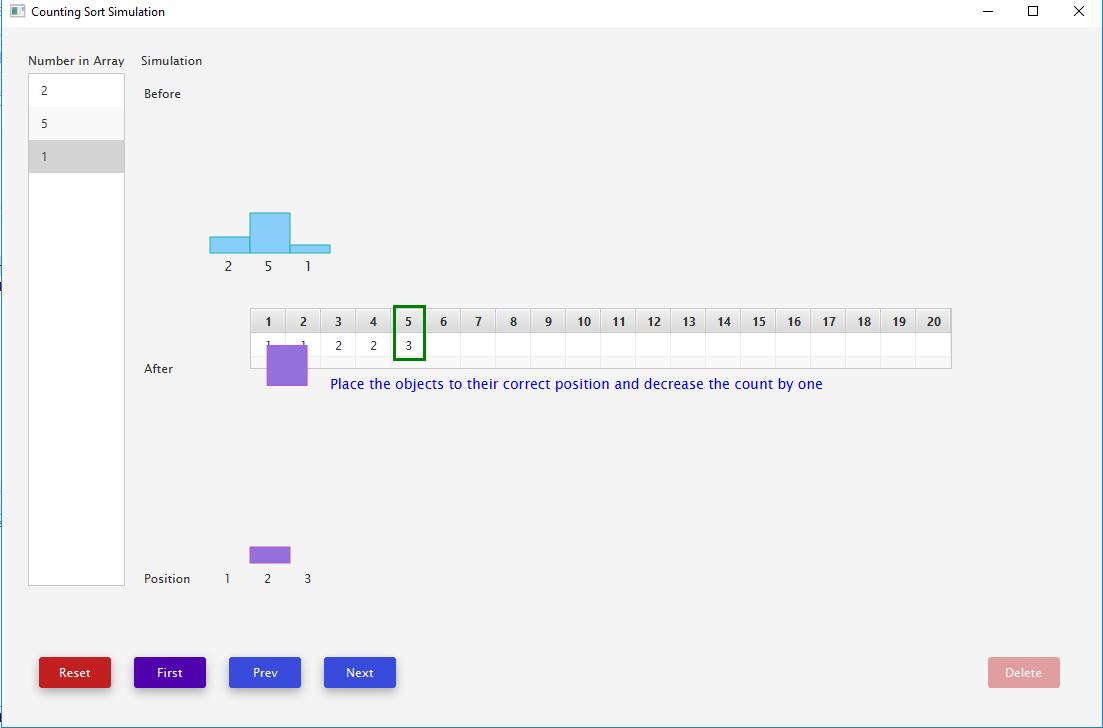 Counting Sort Simulation
Number in Array Simulation
2
Before
5
1
2 5 1
1 2 3 4 5 6 7 8 9 10 11 12 13 14 15 16 17 18 19 20
1 1 2 2 3
After
Place the objects to their correct position and decrease the count by one
Position 1 2 3
Reset First Prev Next Delete